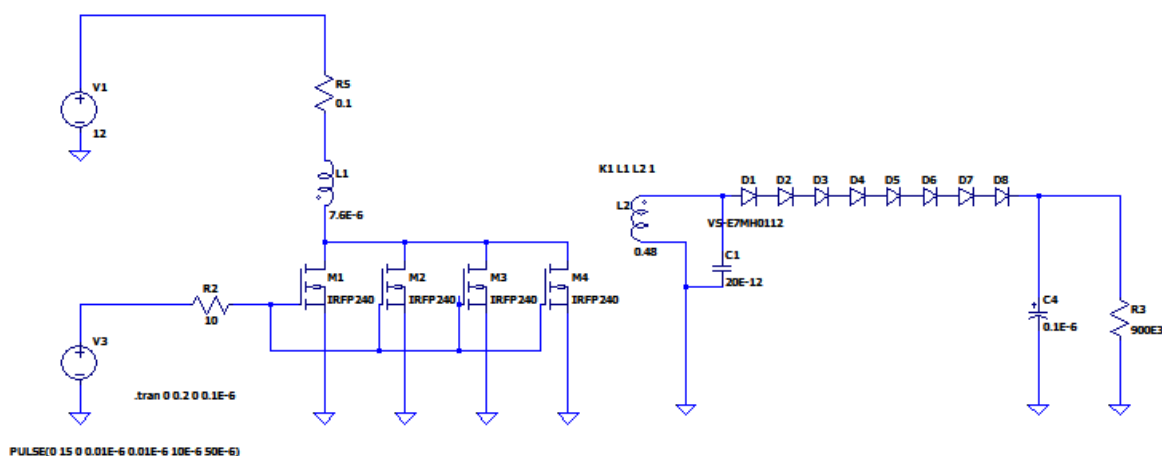 V1
12
R5
0.1
L1
7.6E-6
K1 L1 L2 1
L2
0.48
D1 D2 D3 D4 D5 D6 D7 D8
VS-E7MH0112
C1
20E-12
M1 M2 M3 M4
IRFP240 IRFP240 IRFP240 IRFP240
R2
10
V3
C4
0.1E-6
R3
900E3
.tran 0 0.2 0 0.1E-6
PULSE(0 15 0 0.01E-6 0.01E-6 10E-6 50E-6)